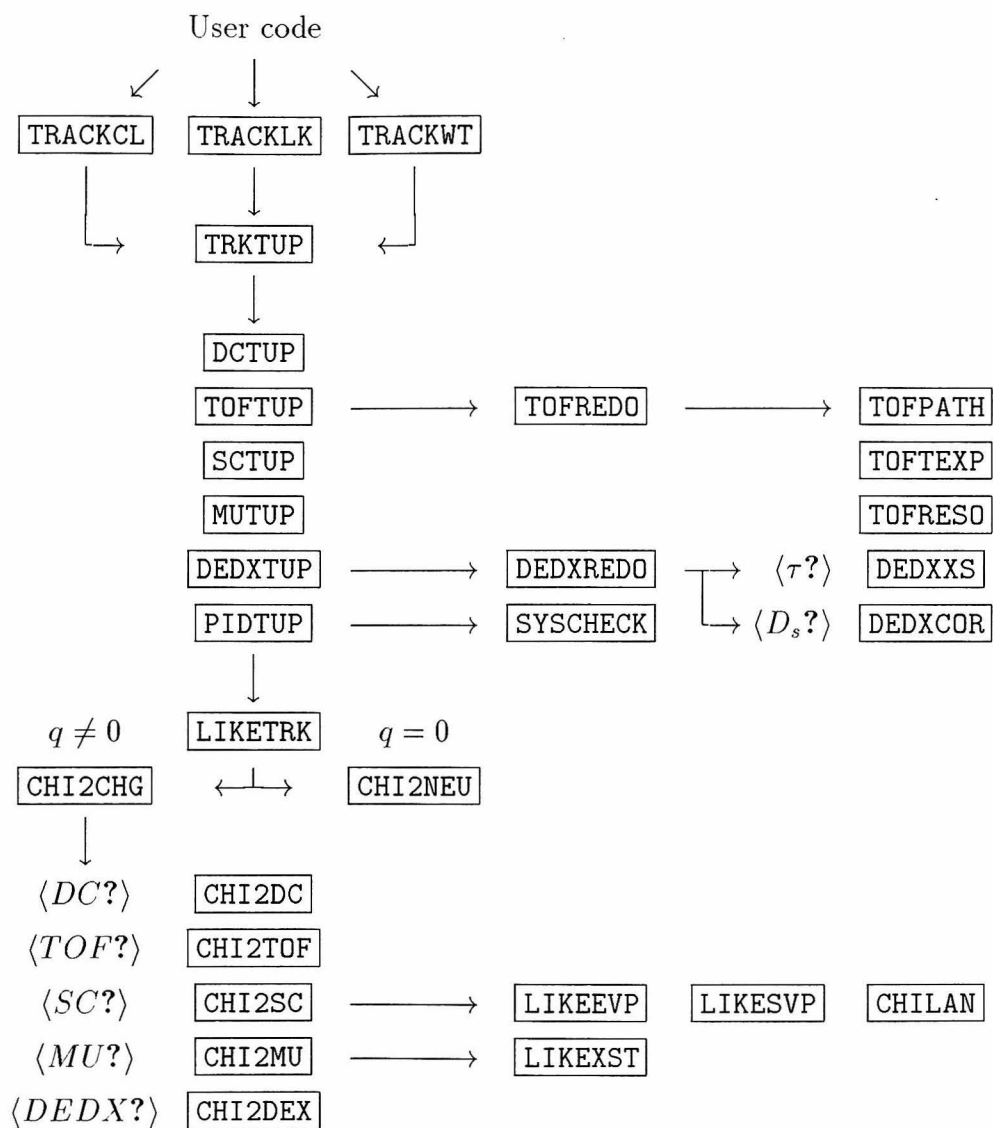 User code
TRACKCL TRACKLK TRACKWT
TRKTUP
DCTUP
TOFTUP TOFREDO TOFPATH
SCTUP TOFTEXP
MUTUP TOFRESO
DEDXTUP DEDXREDO ⟨τ?⟩ DEDXXS
PIDTUP SYSCHECK ⟨D_s?⟩ DEDXCOR
q ≠ 0 LIKETRK q = 0
CHI2CHG CHI2NEU
⟨DC?⟩ CHI2DC
⟨TOF?⟩ CHI2TOF
⟨SC?⟩ CHI2SC LIKEEVP LIKESVP CHILAN
⟨MU?⟩ CHI2MU LIKEXST
⟨DEDX?⟩ CHI2DEX